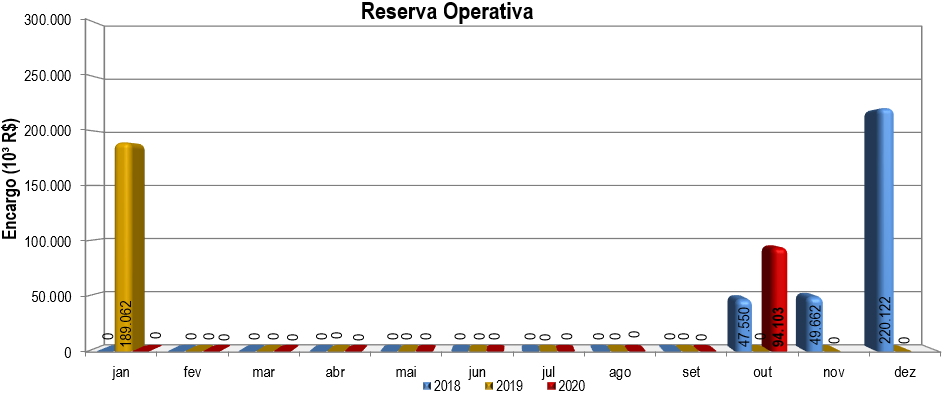 Reserva Operativa
Encargo (10³ R$)
300.000
250.000
200.000
150.000
100.000
50.000
0
0 189.062 0 0 0 0 0 0 0 0 0 0 0 0 0 0 0 0 0 0 0 0 0 0 0 0 0 47.550 0 94.103 49.662 0 220.122 0
jan fev mar abr mai jun jul ago set out nov dez
2018 2019 2020